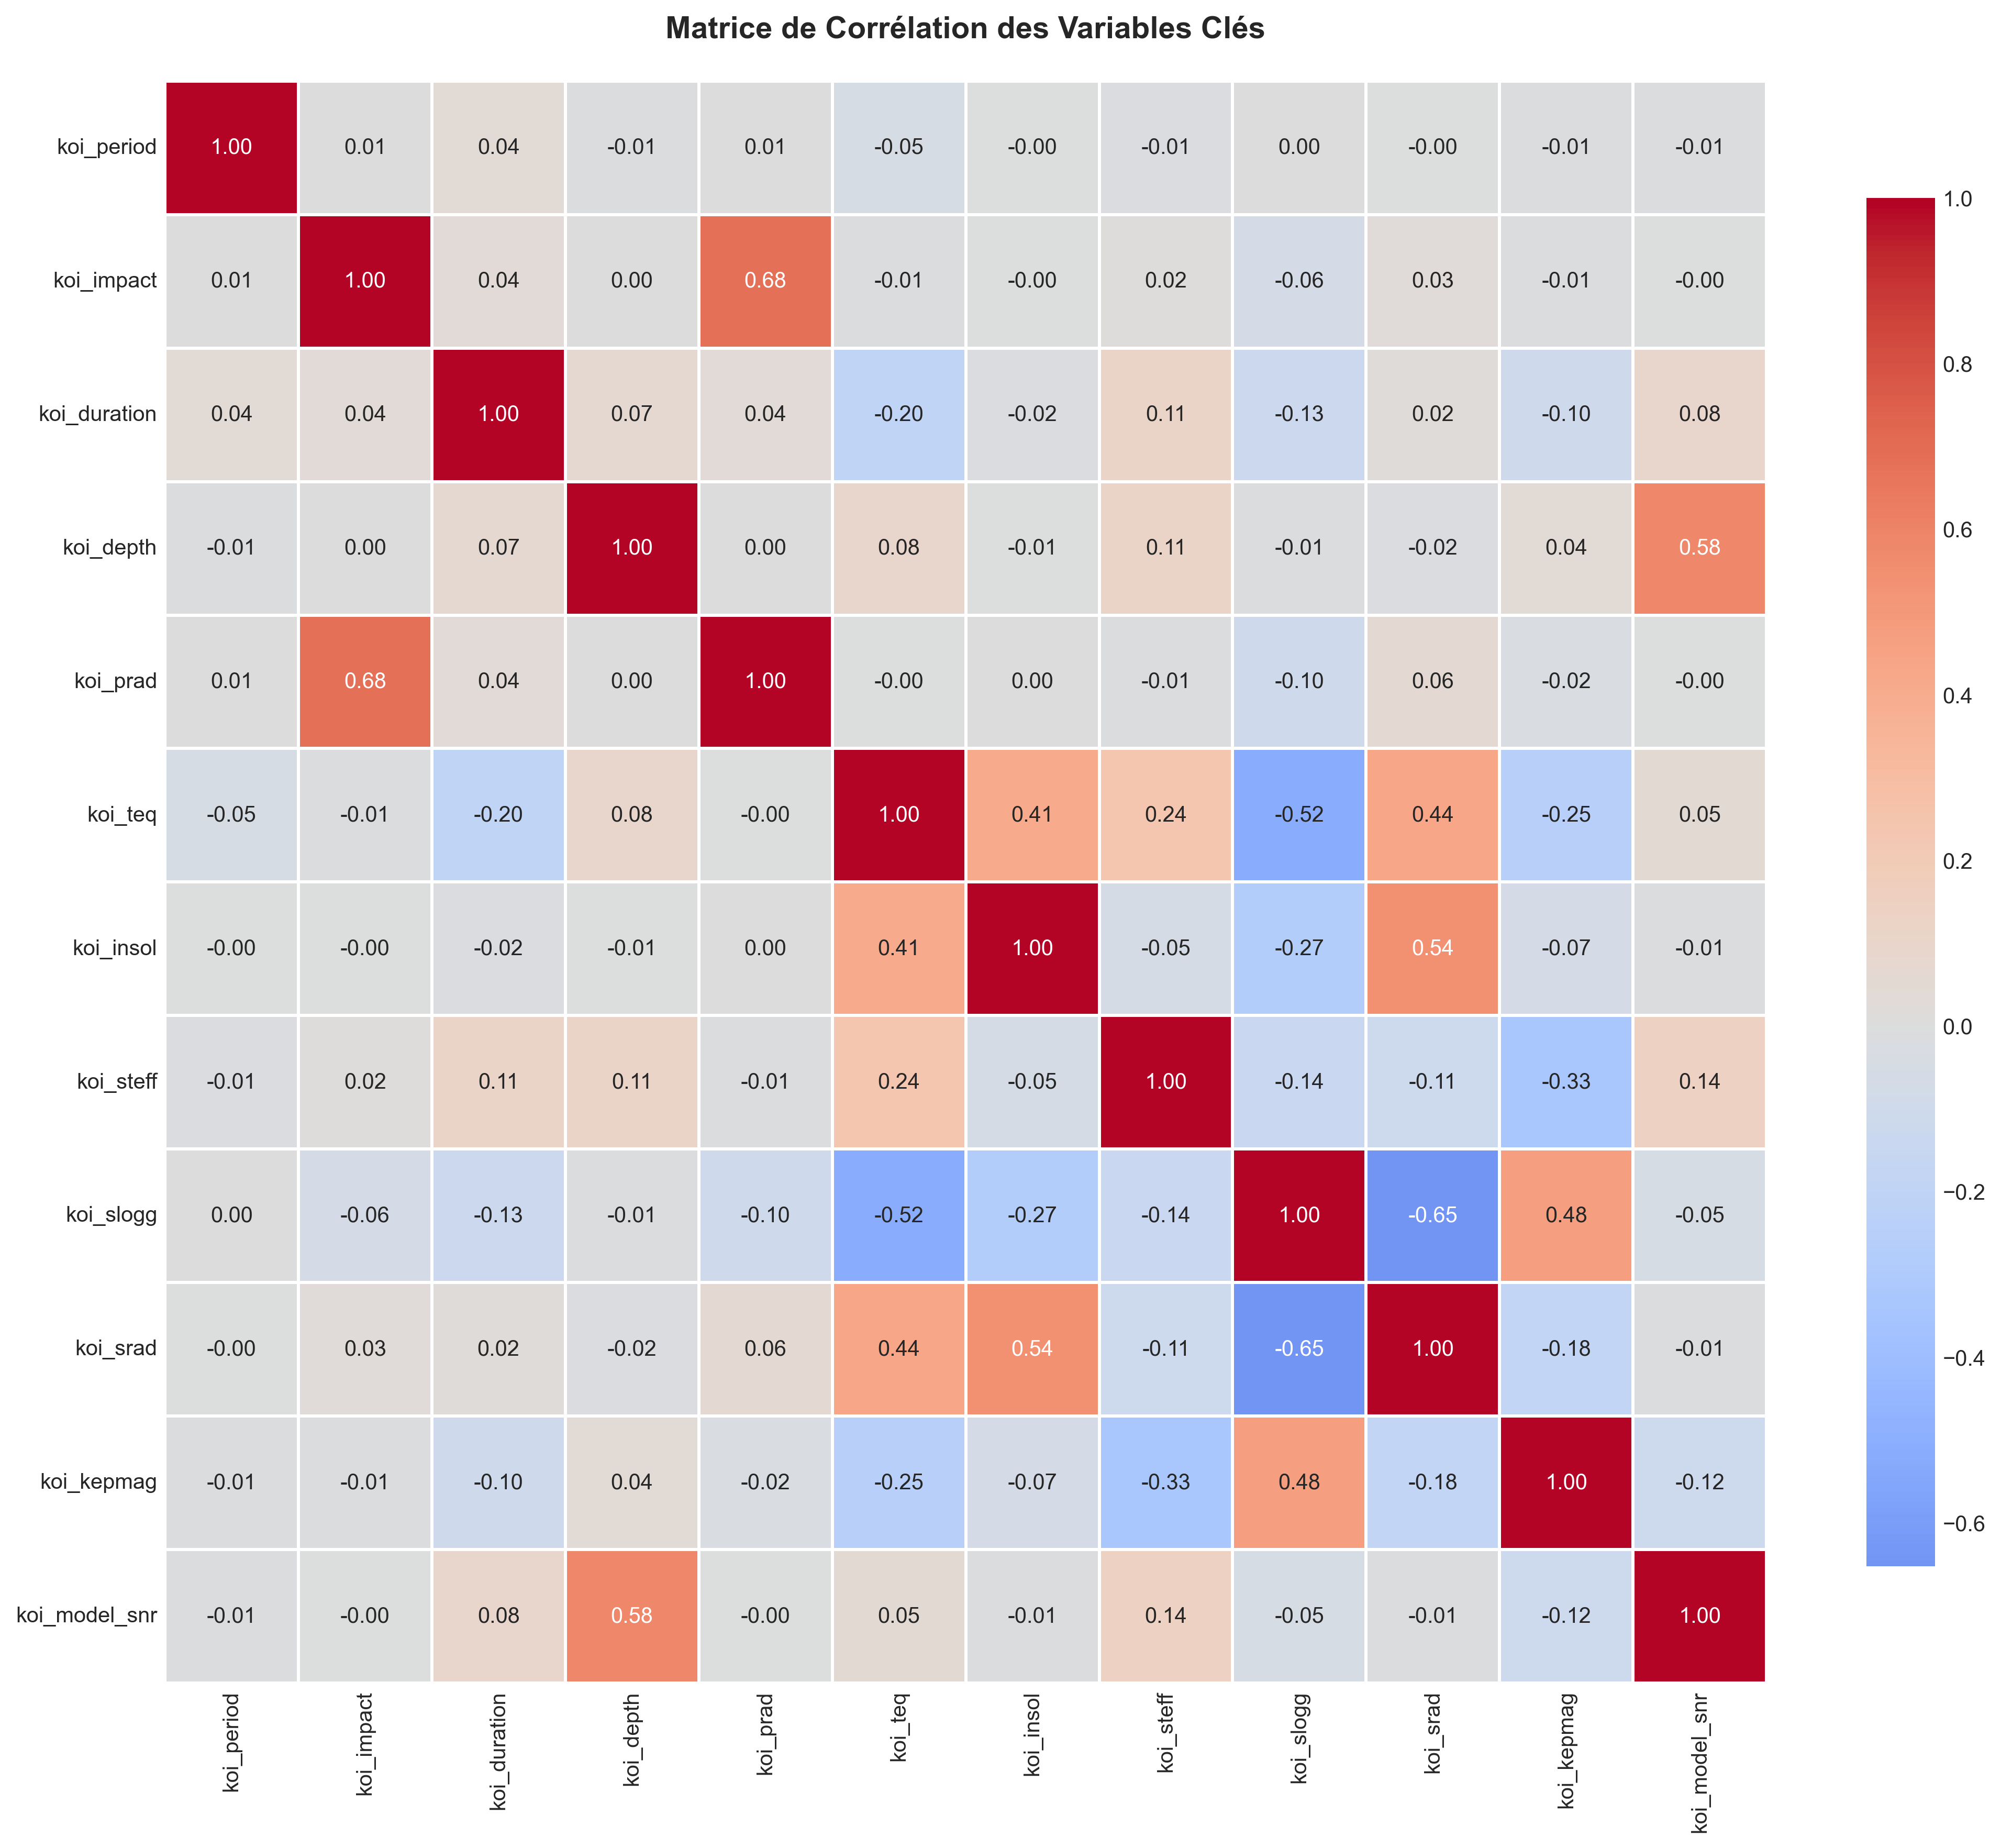 Matrice de Corrélation des Variables Clés
koi_period 1.00 0.01 0.04 -0.01 0.01 -0.05 -0.00 -0.01 0.00 -0.00 -0.01 -0.01
koi_impact 0.01 1.00 0.04 0.00 0.68 -0.01 -0.00 0.02 -0.06 0.03 -0.01 -0.00
koi_duration 0.04 0.04 1.00 0.07 0.04 -0.20 -0.02 0.11 -0.13 0.02 -0.10 0.08
koi_depth -0.01 0.00 0.07 1.00 0.00 0.08 -0.01 0.11 -0.01 -0.02 0.04 0.58
koi_prad 0.01 0.68 0.04 0.00 1.00 -0.00 0.00 -0.01 -0.10 0.06 -0.02 -0.00
koi_teq -0.05 -0.01 -0.20 0.08 -0.00 1.00 0.41 0.24 -0.52 0.44 -0.25 0.05
koi_insol -0.00 -0.00 -0.02 -0.01 0.00 0.41 1.00 -0.05 -0.27 0.54 -0.07 -0.01
koi_steff -0.01 0.02 0.11 0.11 -0.01 0.24 -0.05 1.00 -0.14 -0.11 -0.33 0.14
koi_slogg 0.00 -0.06 -0.13 -0.01 -0.10 -0.52 -0.27 -0.14 1.00 -0.65 0.48 -0.05
koi_srad -0.00 0.03 0.02 -0.02 0.06 0.44 0.54 -0.11 -0.65 1.00 -0.18 -0.01
koi_kepmag -0.01 -0.01 -0.10 0.04 -0.02 -0.25 -0.07 -0.33 0.48 -0.18 1.00 -0.12
koi_model_snr -0.01 -0.00 0.08 0.58 -0.00 0.05 -0.01 0.14 -0.05 -0.01 -0.12 1.00
koi_period
koi_impact
koi_duration
koi_depth
koi_prad
koi_teq
koi_insol
koi_steff
koi_slogg
koi_srad
koi_kepmag
koi_model_snr
1.0
0.8
0.6
0.4
0.2
0.0
−0.2
−0.4
−0.6